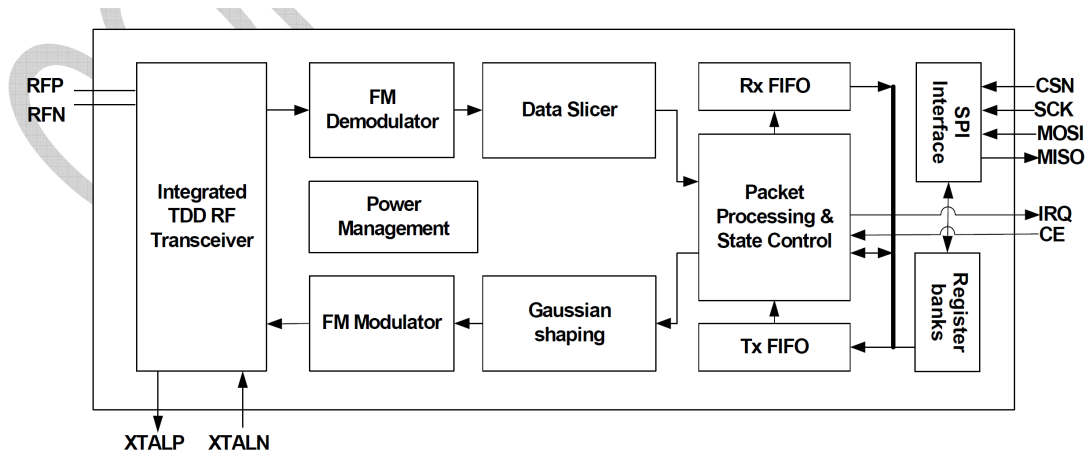 RFP
RFN
Integrated
TDD RF
Transceiver
FM
Demodulator
Data Slicer
Power
Management
FM Modulator
Gaussian
shaping
Rx FIFO
Packet
Processing &
State Control
Tx FIFO
SPI
Interface
Register
banks
CSN
SCK
MOSI
MISO
IRQ
CE
XTALP
XTALN